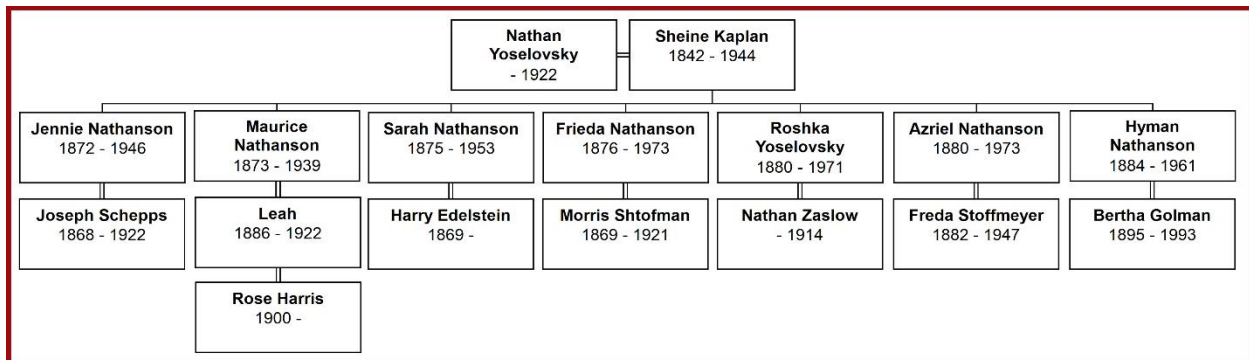 Nathan
Yoselovsky
- 1922
Sheine Kaplan
1842 - 1944
Jennie Nathanson
1872 - 1946
Maurice
Nathanson
1873 - 1939
Sarah Nathanson
1875 - 1953
Frieda Nathanson
1876 - 1973
Roshka
Yoselovsky
1880 - 1971
Azriel Nathanson
1880 - 1973
Hyman
Nathanson
1884 - 1961
Joseph Schepps
1868 - 1922
Leah
1886 - 1922
Harry Edelstein
1869 -
Morris Shtofman
1869 - 1921
Nathan Zaslow
- 1914
Freda Stoffmeyer
1882 - 1947
Bertha Golman
1895 - 1993
Rose Harris
1900 -